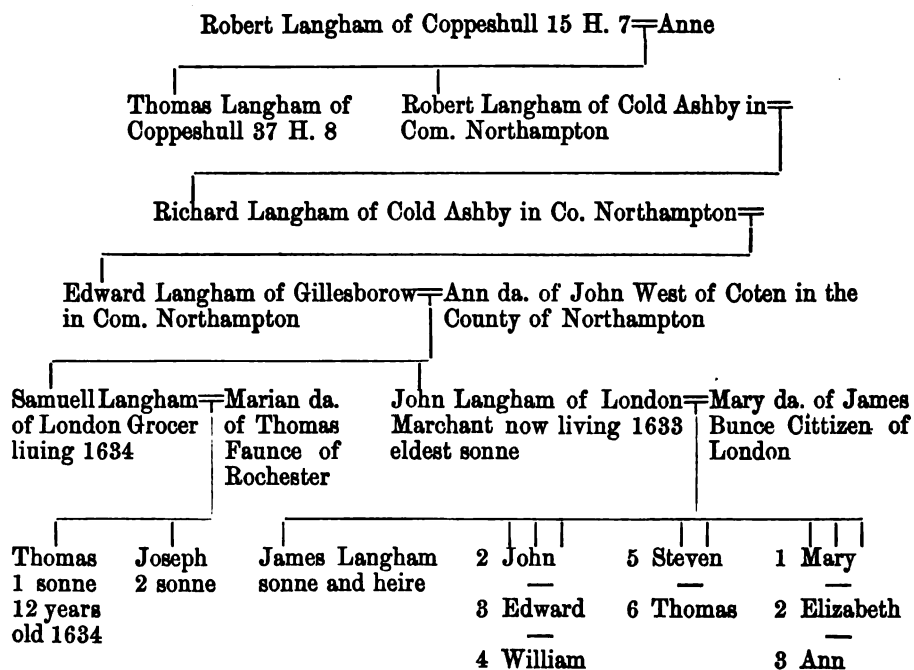 Robert Langham of Coppeshull 15 H. 7 Anne
Thomas Langham of
Coppeshull 37 H. 8
Robert Langham of Cold Ashby in
Com. Northampton
Richard Langham of Cold Ashby in Co. Northampton
Edward Langham of Gillesborow
in Com. Northampton
Ann da. of John West of Coten in the
County of Northampton
Samuell Langham
of London Grocer
liuing 1634
Marian da.
of Thomas
Faunce of
Rochester
John Langham of London
Marchant now living 1633
eldest sonne
Mary da. of James
Bunce Cittizen of
London
Thomas
1 sonne
12 years
old 1634
Joseph
2 sonne
James Langham
sonne and heire
2 John
3 Edward
4 William
5 Steven
6 Thomas
1 Mary
2 Elizabeth
3 Ann